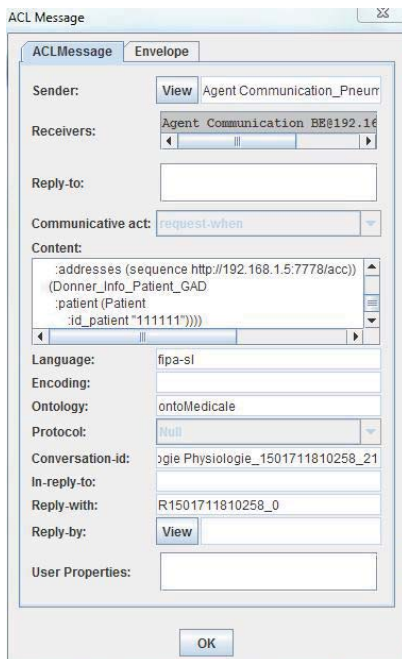 ACL Message
ACLMessage Envelope
Sender: View Agent Communication_Pneum
Receivers: Agent Communication BE@192.16
Reply-to:
Communicative act: request-when
Content:
:addresses (sequence http://192.168.1.5:7778/acc))
(Donner_Info_Patient_GAD
:patient (Patient
:id_patient "111111"))))
Language: fipa-sl
Encoding:
Ontology: ontoMedicale
Protocol: Null
Conversation-id: ogie Physiologie_1501711810258_21
In-reply-to:
Reply-with: R1501711810258_0
Reply-by: View
User Properties:
OK